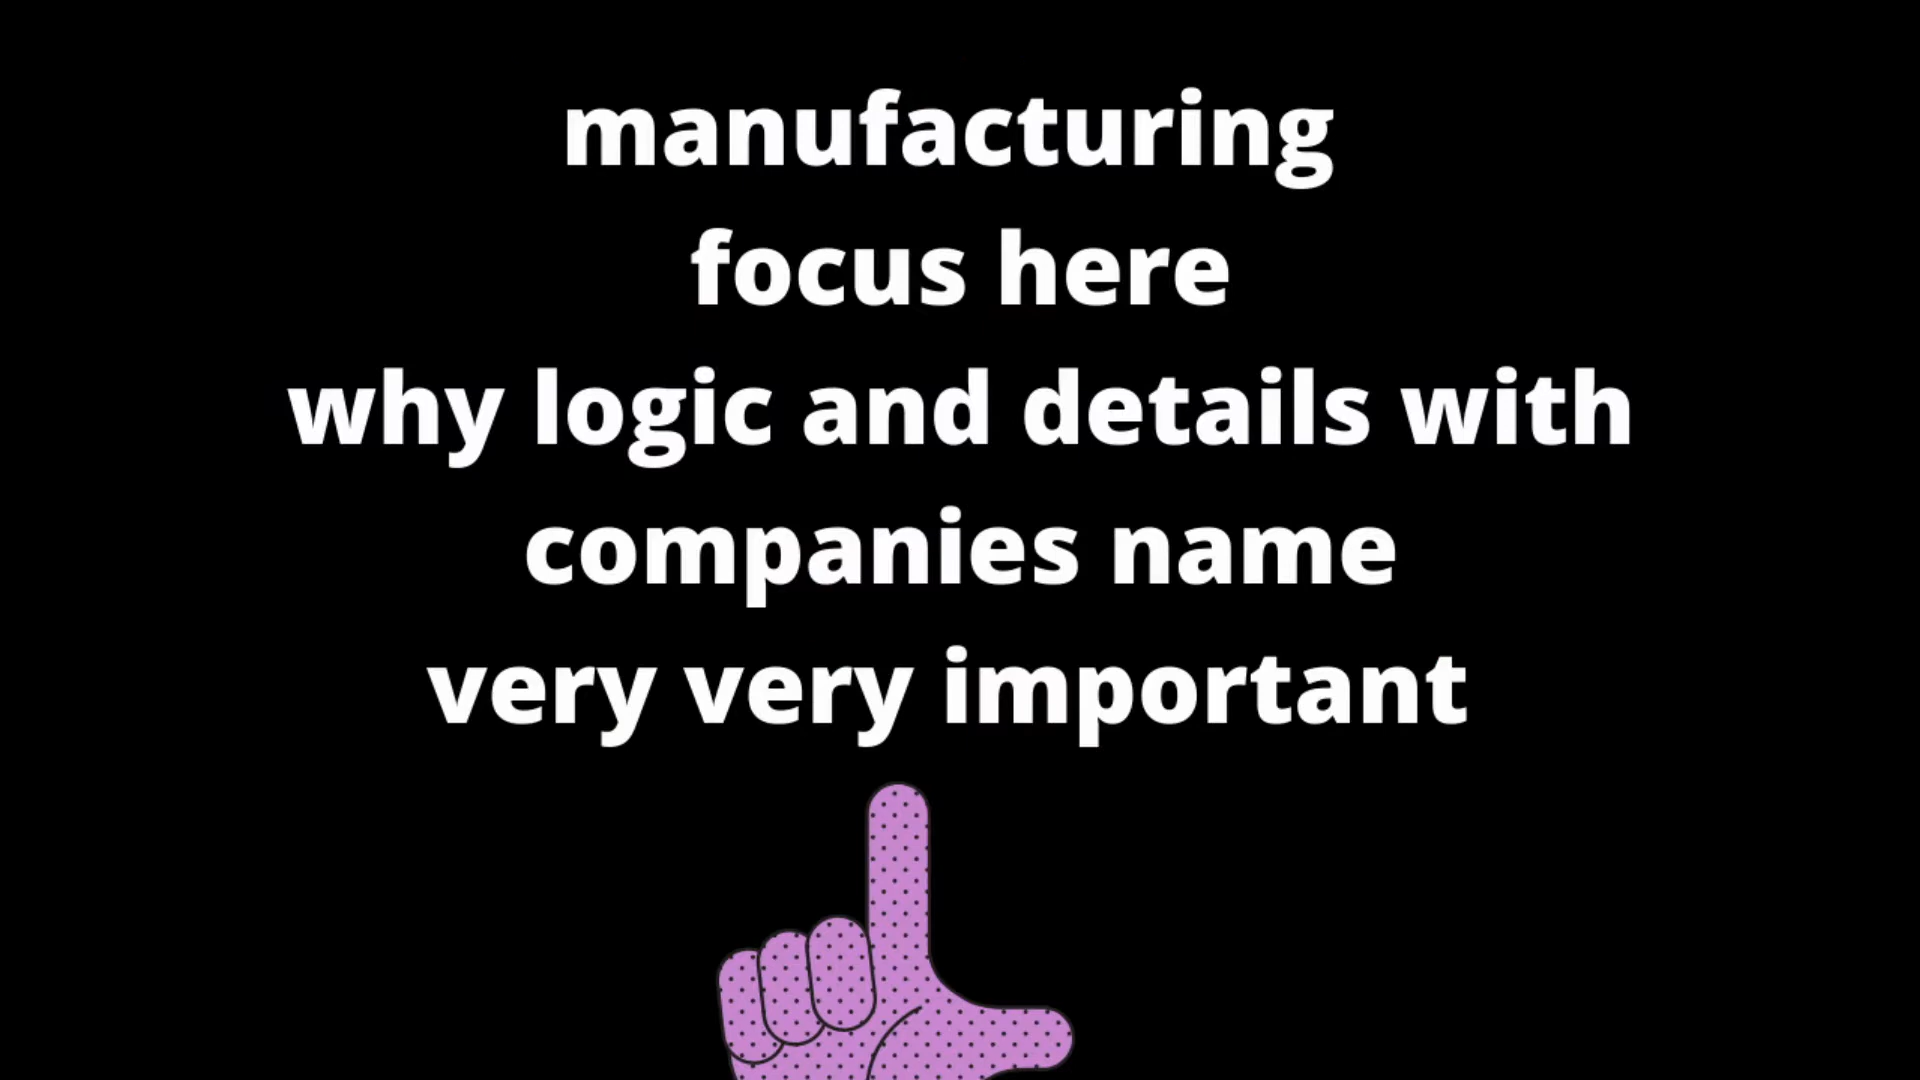 manufacturing
focus here
why logic and details with
companies name
very very important